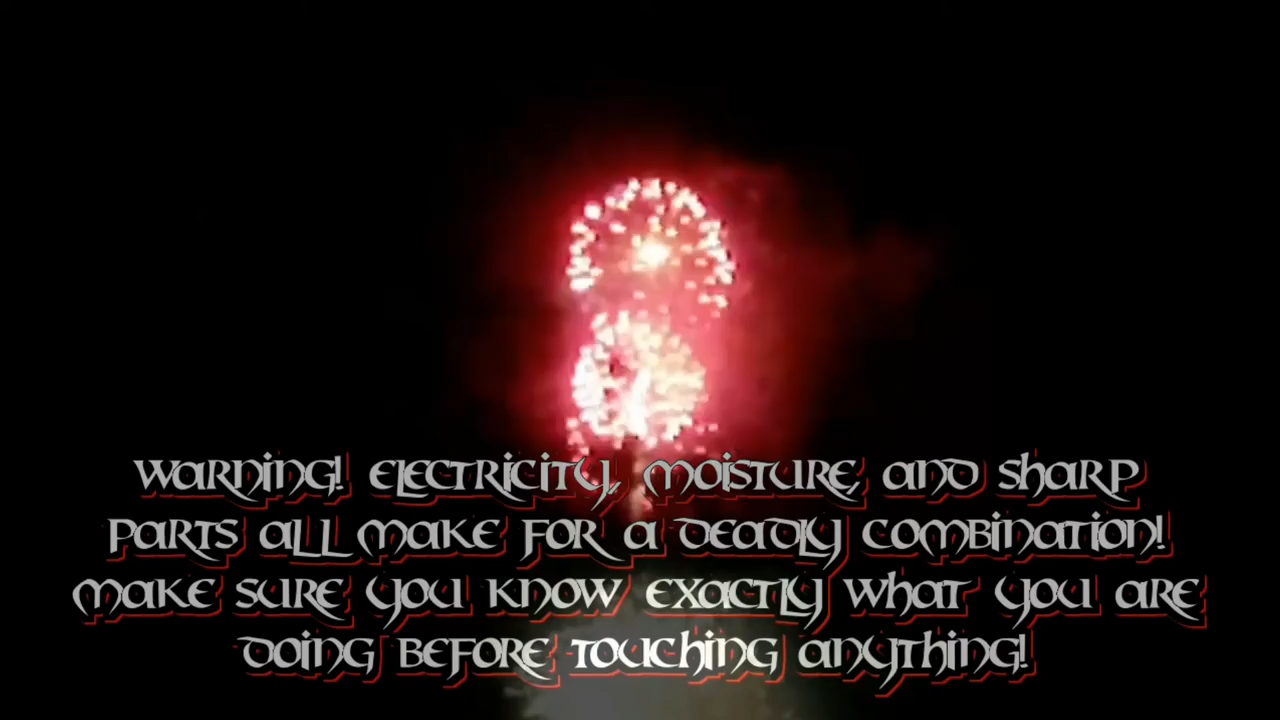 WARNING! ELECTRICITY, MOISTURE, AND SHARP
PARTS ALL MAKE FOR A DEADLY COMBINATION!
MAKE SURE YOU KNOW EXACTLY WHAT YOU ARE
DOING BEFORE TOUCHING ANYTHING!